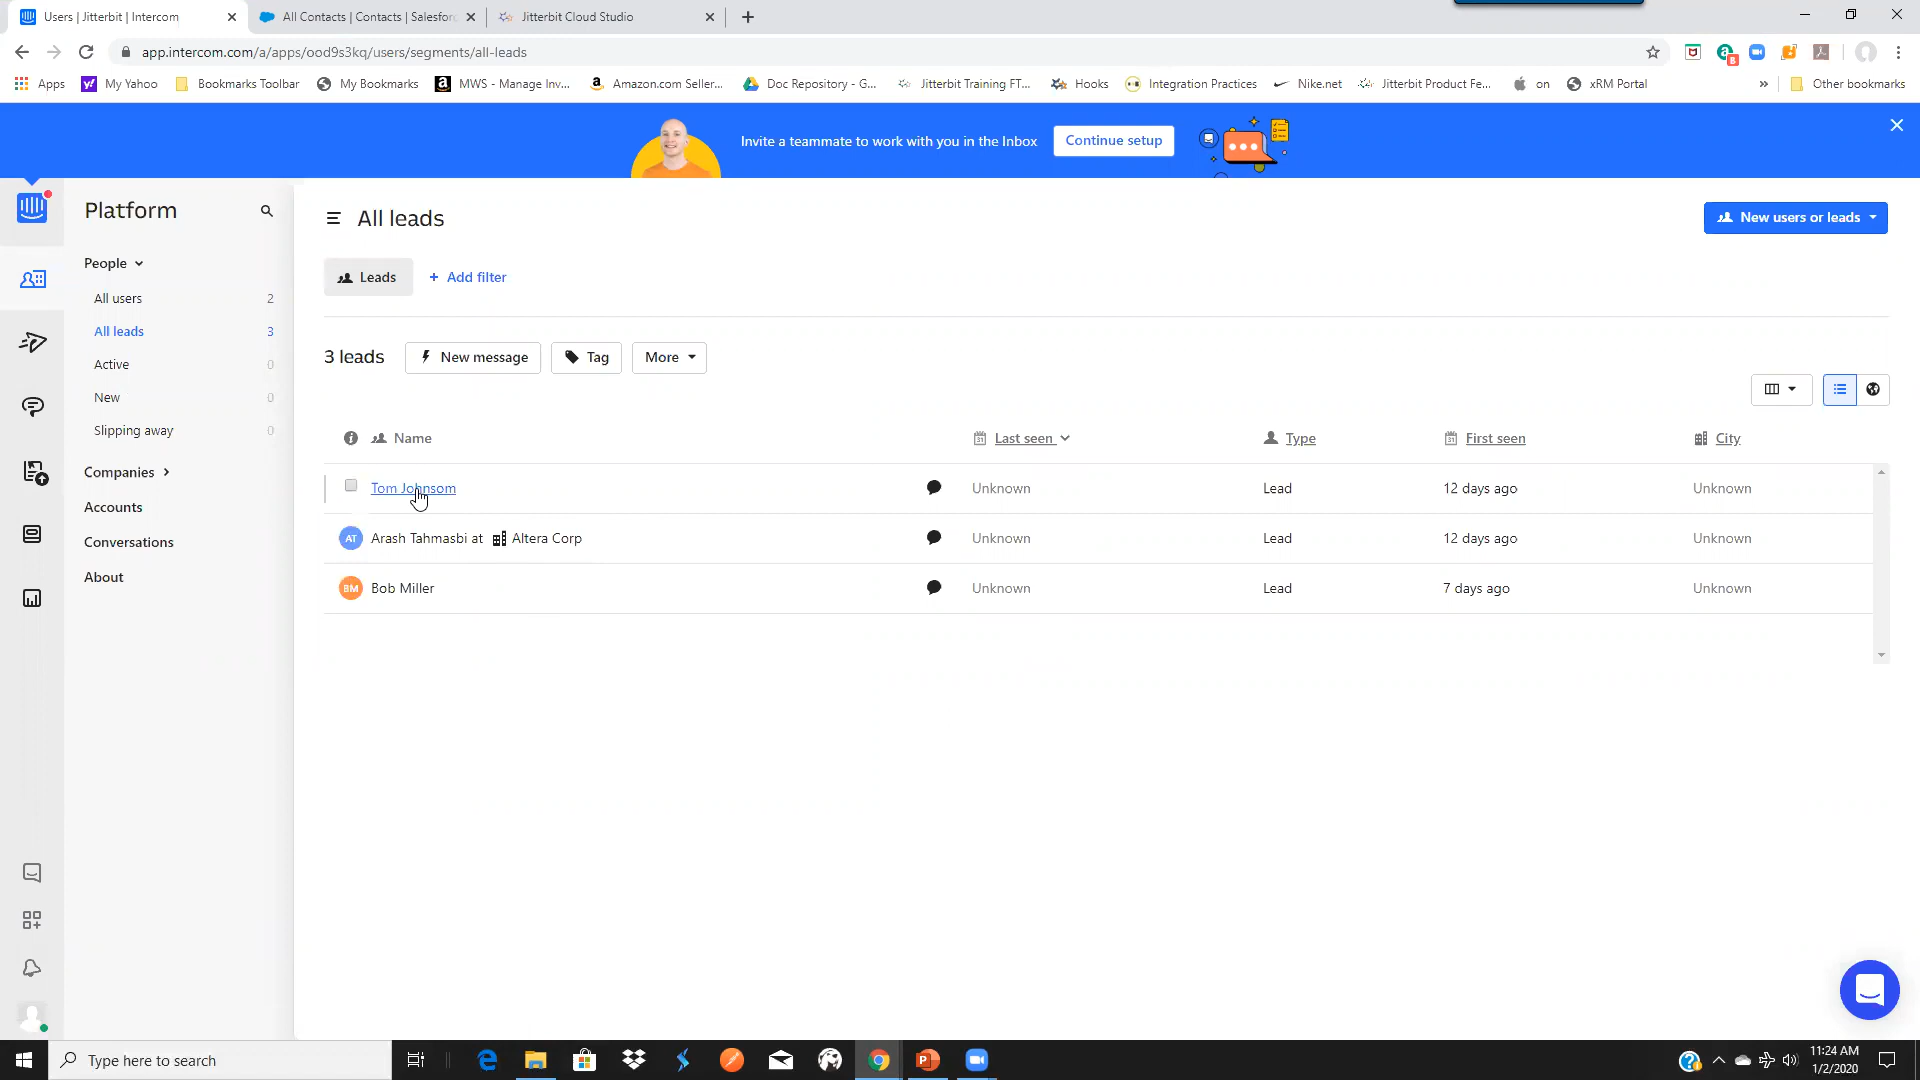 Users | Jitterbit | Intercom
All Contacts | Contacts | Salesforc
Jitterbit Cloud Studio
app.intercom.com/a/apps/ood9s3kq/users/segments/all-leads
Apps
My Yahoo
Bookmarks Toolbar
My Bookmarks
MWS - Manage Inv...
Amazon.com Seller...
Doc Repository - G...
Jitterbit Training FT...
Hooks
Integration Practices
Nike.net
Jitterbit Product Fe...
on
xRM Portal
»
Other bookmarks
Invite a teammate to work with you in the Inbox
Continue setup
Platform
People
All users 2
All leads 3
Active 0
New 0
Slipping away 0
Companies
Accounts
Conversations
About
All leads
New users or leads
Leads
+ Add filter
3 leads
New message
Tag
More
Name Last seen Type First seen City
Tom Johnsom Unknown Lead 12 days ago Unknown
AT Arash Tahmasbi at Altera Corp Unknown Lead 12 days ago Unknown
BM Bob Miller Unknown Lead 7 days ago Unknown
Type here to search
11:24 AM
1/2/2020